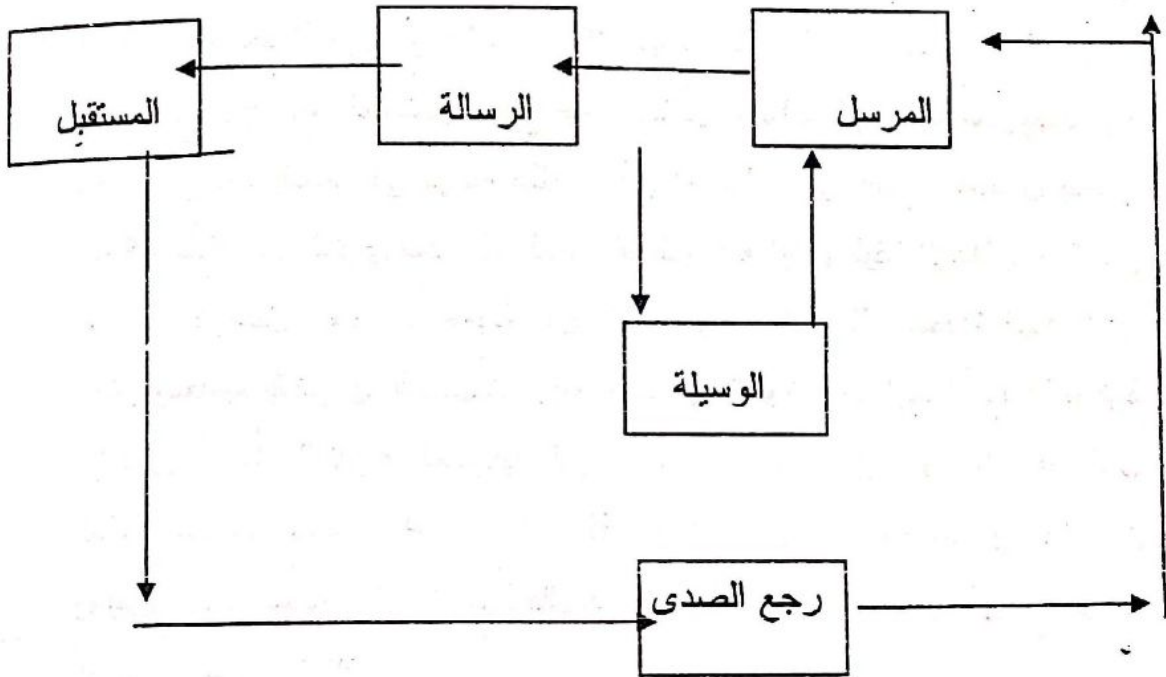 المرسل
الرسالة
المستقبل
الوسيلة
رجع الصدى